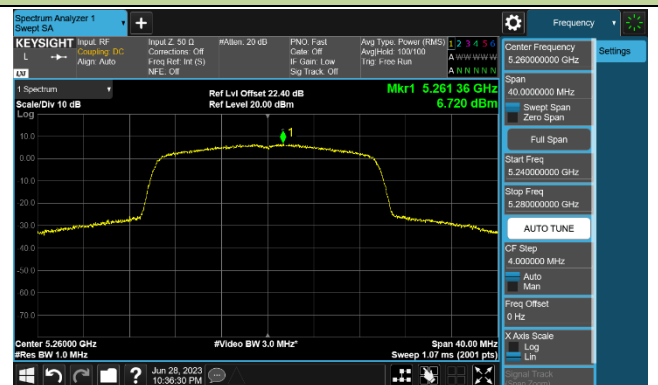 Spectrum Analyzer 1
Swept SA
+
Frequency
KEYSIGHT
L
LXI
Input: RF
Coupling: DC
Align: Auto
Input Z: 50 Ω
Corrections: Off
Freq Ref: Int (S)
NFE: Off
#Atten: 20 dB
PNO: Fast
Gate: Off
IF Gain: Low
Sig Track: Off
Avg Type: Power (RMS)
Avg|Hold: 100/100
Trig: Free Run
1 2 3 4 5 6
A W W W W W
A N N N N N
1 Spectrum
Scale/Div 10 dB
Log
Ref Lvl Offset 22.40 dB
Ref Level 20.00 dBm
Mkr1 5.261 36 GHz
6.720 dBm
1
10.0
0.00
-10.0
-20.0
-30.0
-40.0
-50.0
-60.0
-70.0
Center 5.26000 GHz
#Res BW 1.0 MHz
#Video BW 3.0 MHz*
Span 40.00 MHz
Sweep 1.07 ms (2001 pts)
?
Jun 28, 2023
10:36:30 PM
Center Frequency
5.260000000 GHz
Settings
Span
40.0000000 MHz
Swept Span
Zero Span
Full Span
Start Freq
5.240000000 GHz
Stop Freq
5.280000000 GHz
AUTO TUNE
CF Step
4.000000 MHz
Auto
Man
Freq Offset
0 Hz
X Axis Scale
Log
Lin
Signal Track
(Span Zoom)